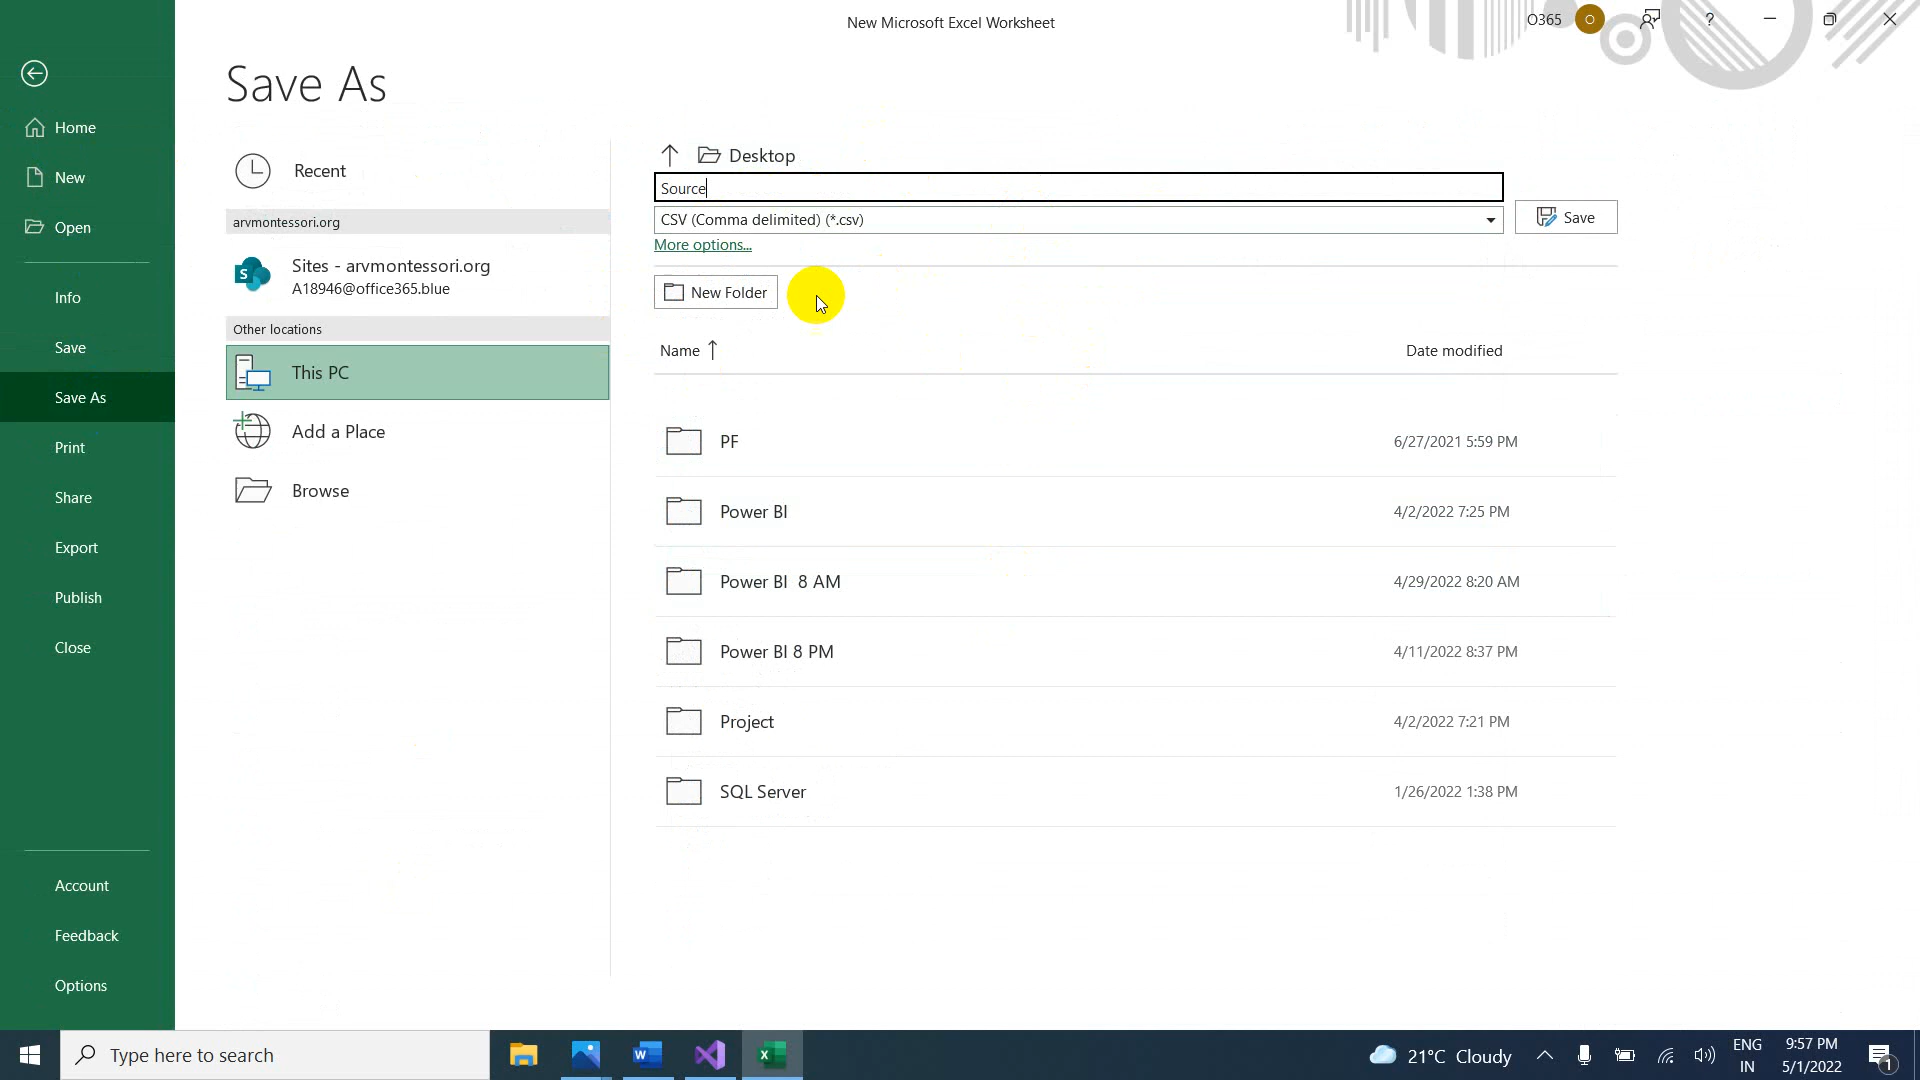 New Microsoft Excel Worksheet
O365
O
?
Save As
Home
New
Open
Info
Save
Save As
Print
Share
Export
Publish
Close
Account
Feedback
Options
Recent
arvmontessori.org
S
Sites - arvmontessori.org
A18946@office365.blue
Other locations
This PC
Add a Place
Browse
Desktop
Source
CSV (Comma delimited) (*.csv)
Save
More options...
New Folder
Name
Date modified
PF
6/27/2021 5:59 PM
Power BI
4/2/2022 7:25 PM
Power BI  8 AM
4/29/2022 8:20 AM
Power BI 8 PM
4/11/2022 8:37 PM
Project
4/2/2022 7:21 PM
SQL Server
1/26/2022 1:38 PM
Type here to search
W
X
21°C Cloudy
ENG
IN
9:57 PM
5/1/2022
1